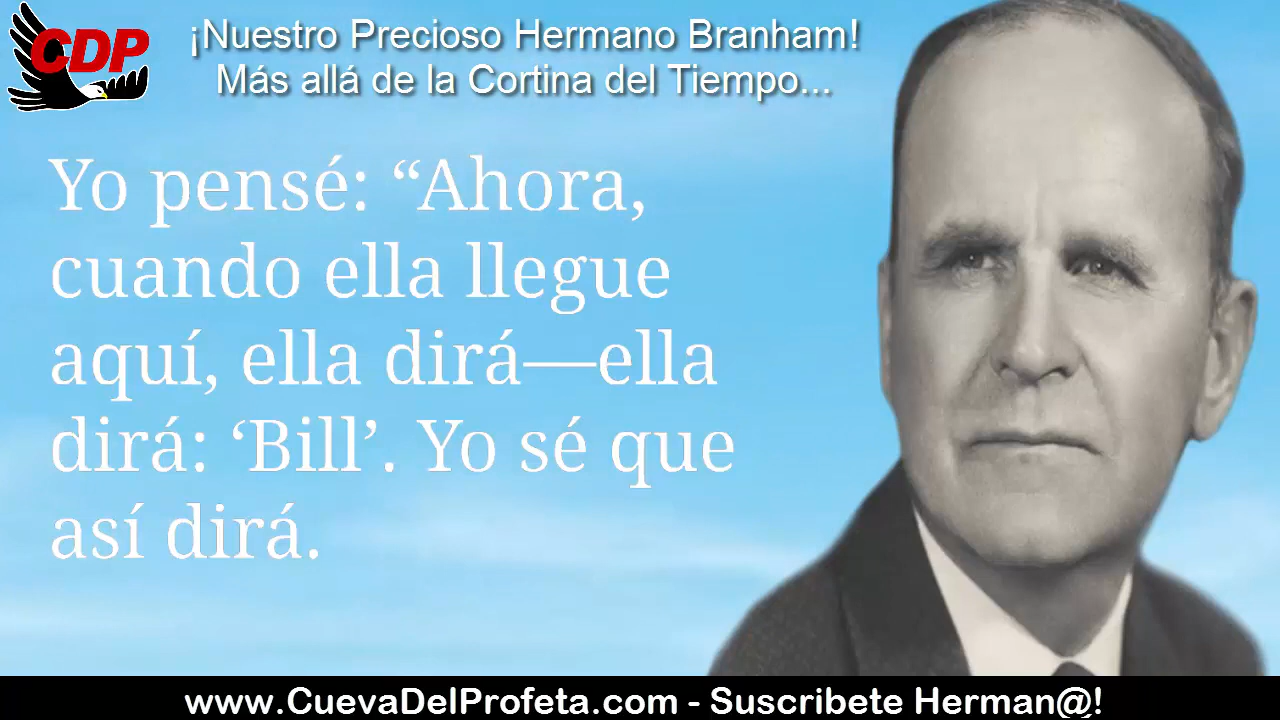 CDP
¡Nuestro Precioso Hermano Branham!
Más allá de la Cortina del Tiempo...
Yo pensé: “Ahora,
cuando ella llegue
aquí, ella dirá—ella
dirá: ‘Bill’. Yo sé que
así dirá.
www.CuevaDelProfeta.com - Suscribete Herman@!